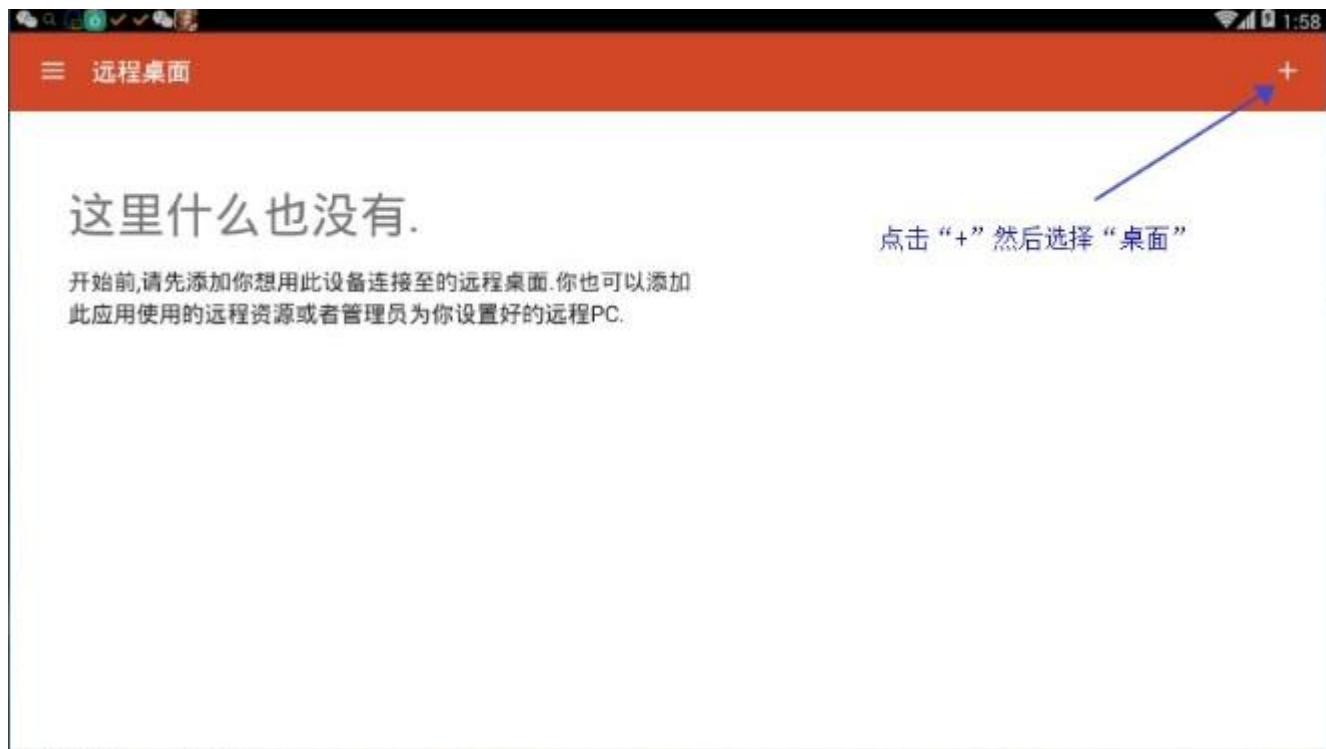 1:58
远程桌面
+
这里什么也没有.
点击“+”然后选择“桌面”
开始前,请先添加你想用此设备连接至的远程桌面.你也可以添加
此应用使用的远程资源或者管理员为你设置好的远程PC.